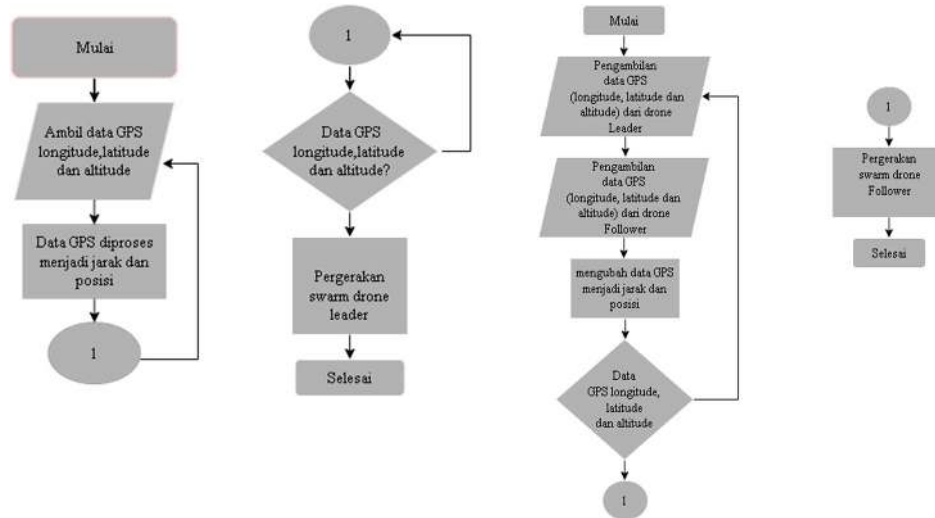 Mulai
Ambil data GPS
longitude,latitude
dan altitude
Data GPS diproses
menjadi jarak dan
posisi
1
1
Data GPS
longitude,latitude
dan altitude?
Pergerakan
swarm drone
leader
Selesai
Mulai
Pengambilan
data GPS
(longitude, latitude dan
altitude) dari drone
Leader
Pengambilan
data GPS
(longitude, latitude dan
altitude) dari drone
Follower
mengubah data GPS
menjadi jarak dan
posisi
Data
GPS longitude,
latitude
dan altitude
1
1
Pergerakan
swarm drone
Follower
Selesai